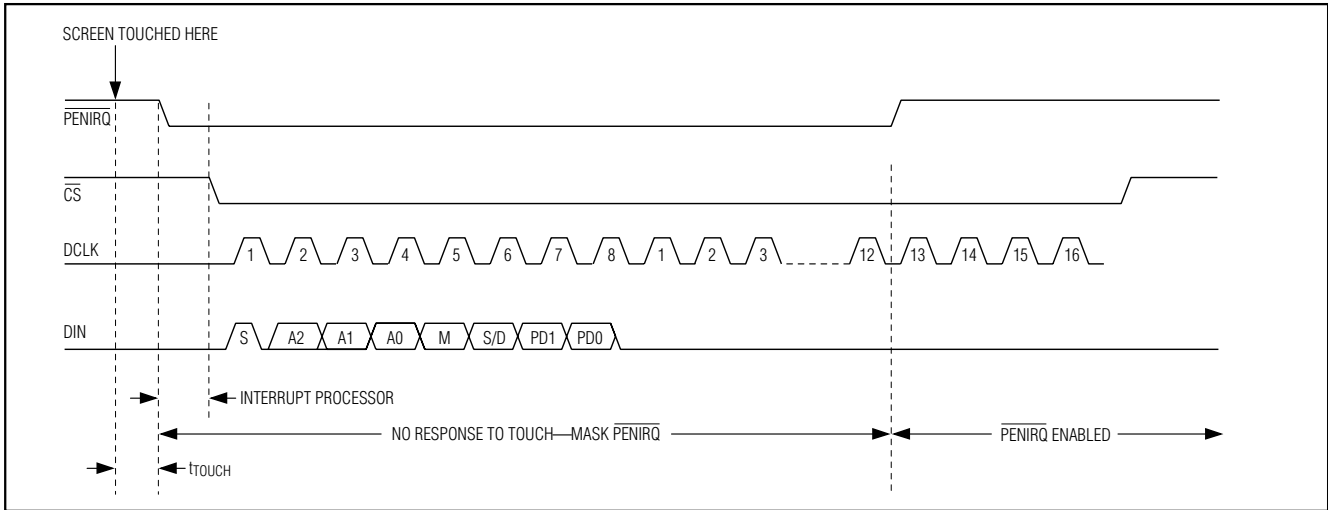 SCREEN TOUCHED HERE
PENIRQ
CS
DCLK 1 2 3 4 5 6 7 8 1 2 3 12 13 14 15 16
DIN S A2 A1 A0 M S/D PD1 PD0
INTERRUPT PROCESSOR
NO RESPONSE TO TOUCH—MASK PENIRQ PENIRQ ENABLED
tTOUCH